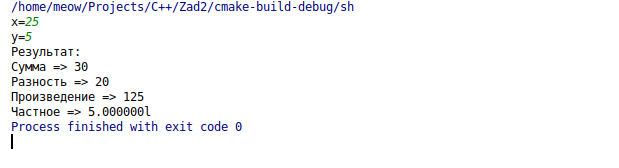 /home/meow/Projects/C++/Zad2/cmake-build-debug/sh
x=25
y=5
Результат:
Сумма => 30
Разность => 20
Произведение => 125
Частное => 5.000000l
Process finished with exit code 0